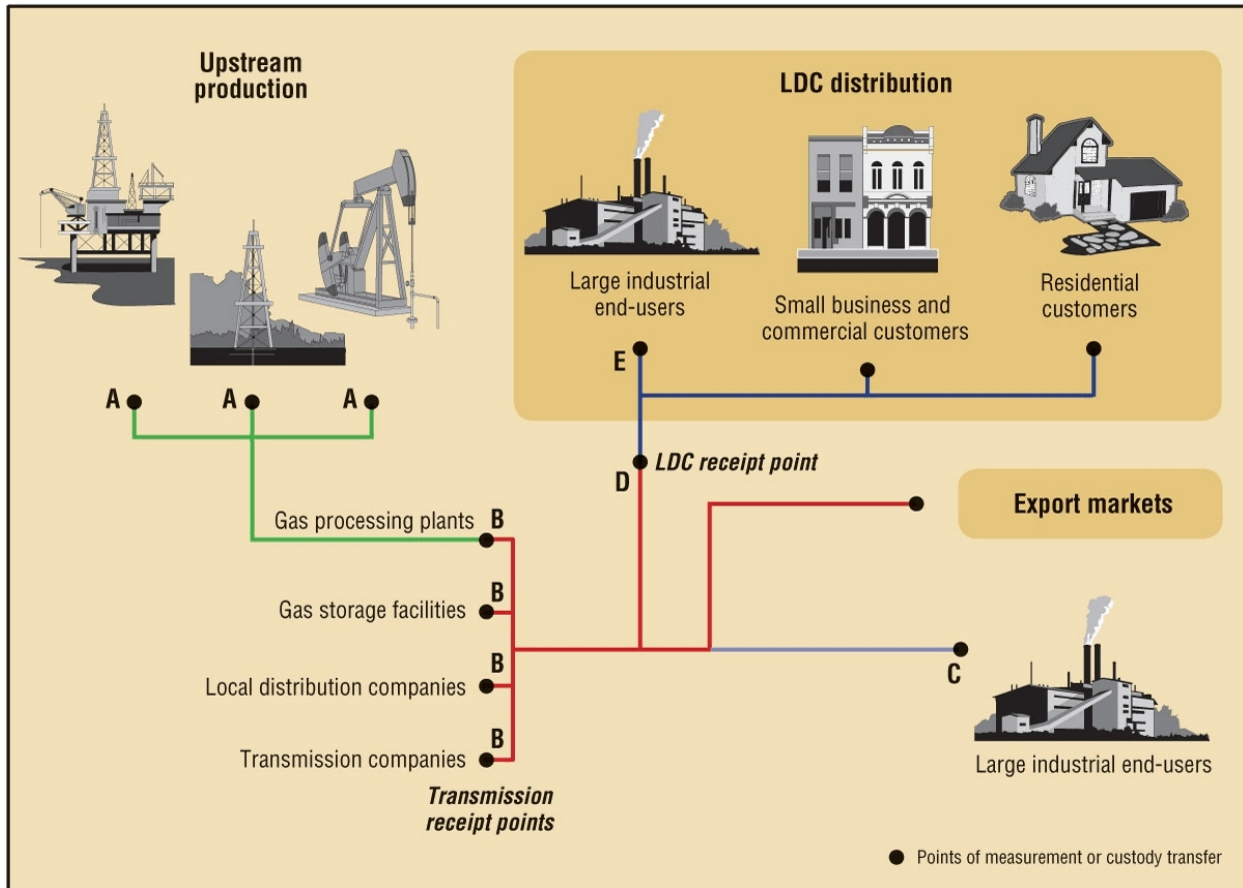 Upstream
production
LDC distribution
Large industrial
end-users
Small business and
commercial customers
Residential
customers
A
A
A
E
D
LDC receipt point
Export markets
Gas processing plants
B
Gas storage facilities
B
Local distribution companies
B
Transmission companies
B
Transmission
receipt points
C
Large industrial end-users
Points of measurement or custody transfer